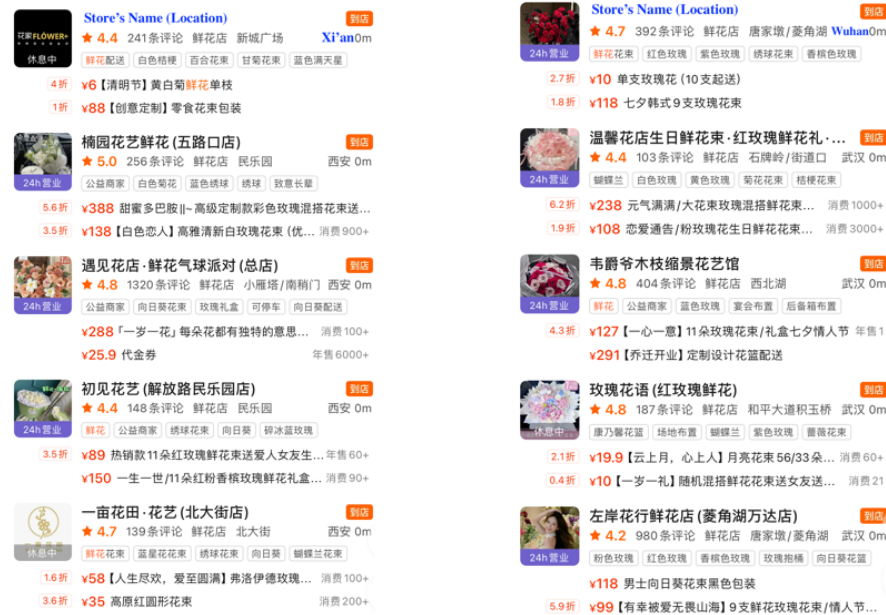 花家FLOWER+
休息中
Store's Name (Location)
到店
4.4 241条评论 鲜花店 新城广场 Xi'an0m
鲜花配送 白色桔梗 百合花束 甘菊花束 蓝色满天星
4折 ¥6【清明节】黄白菊鲜花单枝
1折 ¥88【创意定制】零食花束包装
24h营业
楠园花艺鲜花(五路口店)
到店
5.0 256条评论 鲜花店 民乐园 西安 0m
公益商家 白色菊花 蓝色绣球 绣球 致意长辈
5.6折 ¥388 甜蜜多巴胺||~高级定制款彩色玫瑰混搭花束送...
3.5折 ¥138【白色恋人】高雅清新白玫瑰花束(优... 消费900+
24h营业
遇见花店·鲜花气球派对(总店)
到店
4.8 1320条评论 鲜花店 小雁塔/南稍门 西安 0m
公益商家 向日葵花束 玫瑰礼盒 可停车 向日葵配送
¥288「一岁一花」每朵花都有独特的意思... 消费100+
¥25.9 代金券 年售6000+
24h营业
初见花艺(解放路民乐园店)
到店
4.4 148条评论 鲜花店 民乐园 西安 0m
鲜花 公益商家 绣球花束 向日葵 碎冰蓝玫瑰
3.5折 ¥89 热销款11朵红玫瑰鲜花束送爱人女友生... 年售60+
¥150 一生一世/11朵红粉香槟玫瑰鲜花礼盒... 消费90+
休息中
一亩花田·花艺(北大街店)
到店
4.7 139条评论 鲜花店 北大街 西安 0m
鲜花花束 蓝星花花束 绣球花束 向日葵 蝴蝶兰花束
1.6折 ¥58【人生尽欢，爱至圆满】弗洛伊德玫瑰... 消费100+
3.6折 ¥35 高原红圆形花束 消费200+
Store's Name (Location)
到店
4.7 392条评论 鲜花店 唐家墩/菱角湖 Wuhan0m
鲜花花束 红色玫瑰 紫色玫瑰 绣球花束 香槟色玫瑰
2.7折 ¥10 单支玫瑰花(10支起送)
1.8折 ¥118 七夕韩式9支玫瑰花束
24h营业
温馨花店生日鲜花束·红玫瑰鲜花礼·...
到店
4.4 103条评论 鲜花店 石牌岭/街道口 武汉 0m
蝴蝶兰 白色玫瑰 黄色玫瑰 菊花花束 桔梗花束
6.2折 ¥238 元气满满/大花束玫瑰混搭鲜花束... 消费1000+
1.9折 ¥108 恋爱通告/粉玫瑰花生日鲜花花束... 消费3000+
24h营业
韦爵爷木枝缩景花艺馆
到店
4.8 404条评论 鲜花店 西北湖 武汉 0m
鲜花 公益商家 蓝色玫瑰 宴会布置 后备箱布置
4.3折 ¥127【一心一意】11朵玫瑰花束/礼盒七夕情人节 年售1
¥291【乔迁开业】定制设计花篮配送
休息中
玫瑰花语(红玫瑰鲜花)
到店
4.8 187条评论 鲜花店 和平大道积玉桥 武汉 0m
康乃馨花篮 场地布置 蝴蝶兰 紫色玫瑰 蔷薇花束
2.1折 ¥19.9【云上月，心上人】月亮花束56/33朵... 消费60+
0.4折 ¥10【一岁一礼】随机混搭鲜花花束送女友送... 消费21
24h营业
左岸花行鲜花店(菱角湖万达店)
到店
4.2 980条评论 鲜花店 唐家墩/菱角湖 武汉 0m
粉色玫瑰 红色玫瑰 香槟色玫瑰 玫瑰抱桶 向日葵花篮
¥118 男士向日葵花束黑色包装
5.9折 ¥99【有幸被爱无畏山海】9支鲜花玫瑰花束/情人节...